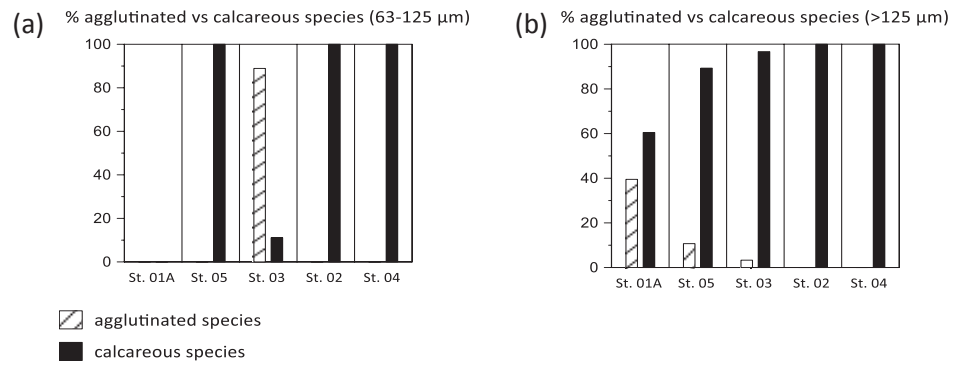 (a)
% agglutinated vs calcareous species (63-125 µm)
100
80
60
40
20
0
St. 01A St. 05 St. 03 St. 02 St. 04
(b)
% agglutinated vs calcareous species (>125 µm)
100
80
60
40
20
0
St. 01A St. 05 St. 03 St. 02 St. 04
agglutinated species
calcareous species